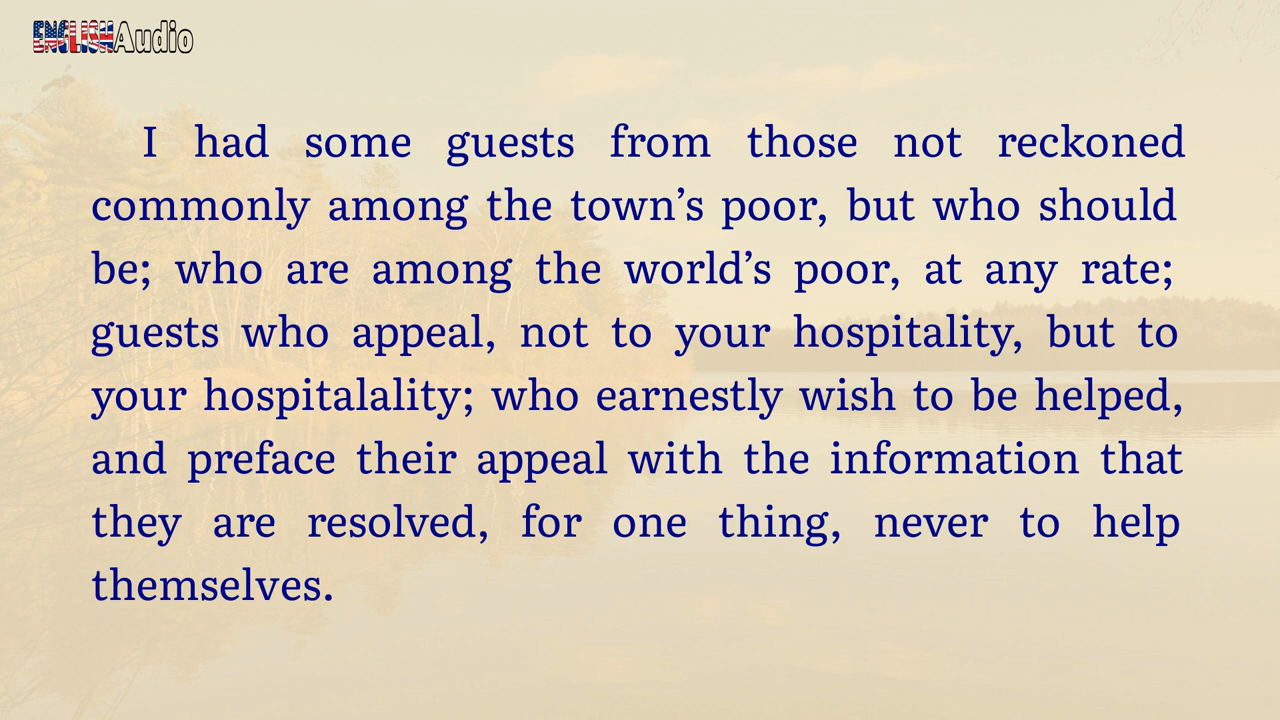 ENGLISHAudio
I had some guests from those not reckoned
commonly among the town’s poor, but who should
be; who are among the world’s poor, at any rate;
guests who appeal, not to your hospitality, but to
your hospitalality; who earnestly wish to be helped,
and preface their appeal with the information that
they are resolved, for one thing, never to help
themselves.